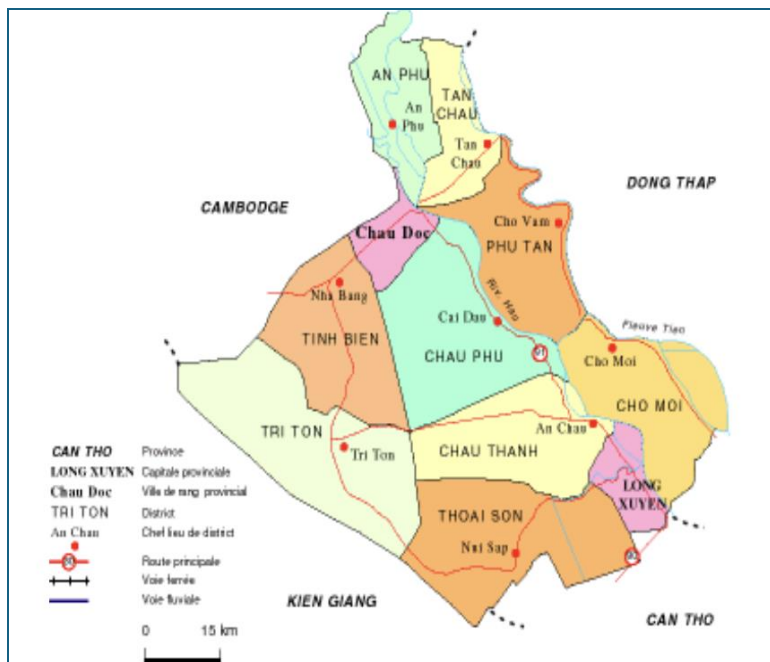 AN PHU
An
Phu
TAN
CHAU
Tan
Chau
DONG THAP
CAMBODGE
Chau Doc
Cho Vam
PHU TAN
Nha Bang
Riv. Hau
Cai Dau
Fleuve Tien
TINH BIEN
CHAU PHU
91
Cho Moi
CHO MOI
TRI TON
Tri Ton
An Chau
CHAU THANH
LONG
XUYEN
THOAI SON
Nui Sap
KIEN GIANG
CAN THO
CAN THO Province
LONG XUYEN Capitale provinciale
Chau Doc Ville de rang provincial
TRI TON District
An Chau Chef lieu de district
Route principale
Voie ferrée
Voie fluviale
0 15 km